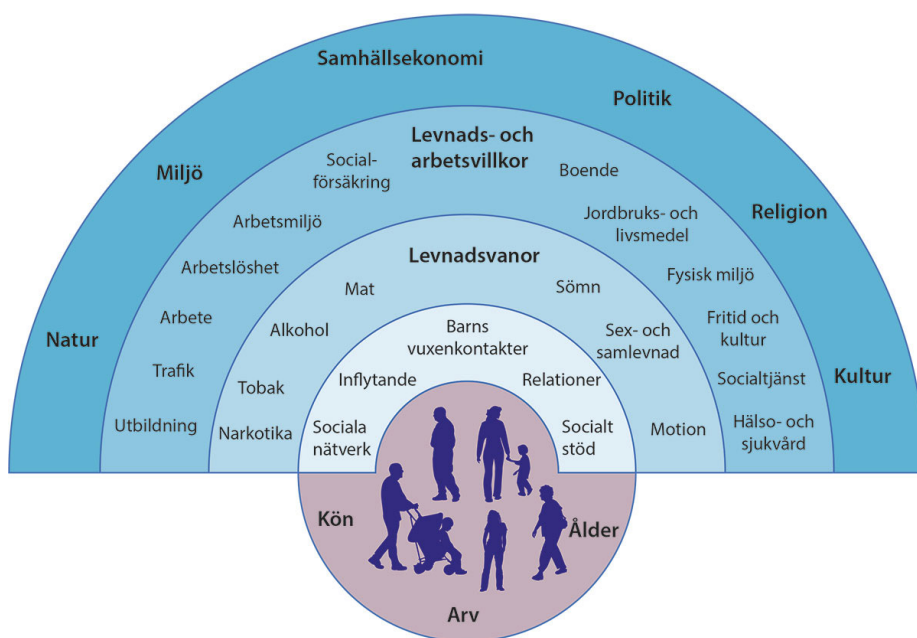 Samhällsekonomi
Politik
Miljö
Religion
Natur
Kultur
Levnads- och
arbetsvillkor
Social-
försäkring
Boende
Arbetsmiljö
Jordbruks- och
livsmedel
Arbetslöshet
Fysisk miljö
Arbete
Fritid och
kultur
Trafik
Socialtjänst
Utbildning
Hälso- och
sjukvård
Levnadsvanor
Mat
Sömn
Alkohol
Sex- och
samlevnad
Tobak
Narkotika
Motion
Barns
vuxenkontakter
Inflytande
Relationer
Sociala
nätverk
Socialt
stöd
Kön
Ålder
Arv